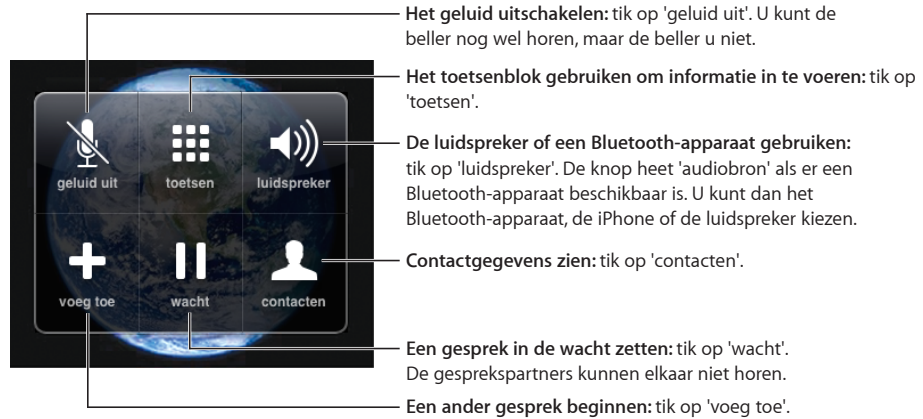 Het geluid uitschakelen: tik op 'geluid uit'. U kunt de
beller nog wel horen, maar de beller u niet.
Het toetsenblok gebruiken om informatie in te voeren: tik op
'toetsen'.
De luidspreker of een Bluetooth-apparaat gebruiken:
tik op 'luidspreker'. De knop heet 'audiobron' als er een
Bluetooth-apparaat beschikbaar is. U kunt dan het
Bluetooth-apparaat, de iPhone of de luidspreker kiezen.
Contactgegevens zien: tik op 'contacten'.
Een gesprek in de wacht zetten: tik op 'wacht'.
De gesprekspartners kunnen elkaar niet horen.
Een ander gesprek beginnen: tik op 'voeg toe'.
geluid uit
toetsen
luidspreker
voeg toe
wacht
contacten